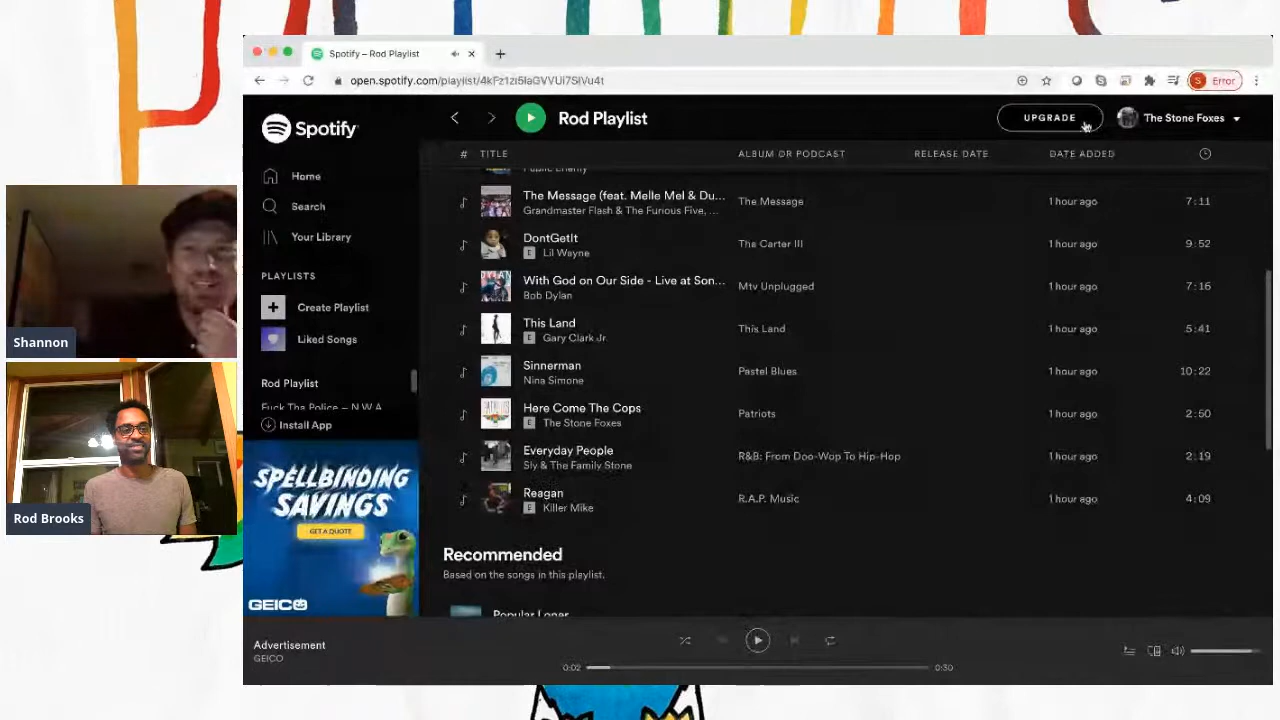 Spotify – Rod Playlist
open.spotify.com/playlist/4kFz1zi5laGVVUi7SlVu4t
Error
Spotify
Rod Playlist
UPGRADE
The Stone Foxes
# TITLE ALBUM OR PODCAST RELEASE DATE DATE ADDED
Home
Search
Your Library
PLAYLISTS
Create Playlist
Liked Songs
Rod Playlist
Fuck Tha Police – N.W.A
Install App
Public Enemy
The Message (feat. Melle Mel & Du... The Message 1 hour ago 7:11
Grandmaster Flash & The Furious Five, ...
DontGetIt The Carter III 1 hour ago 9:52
E Lil Wayne
With God on Our Side - Live at Son... Mtv Unplugged 1 hour ago 7:16
Bob Dylan
This Land This Land 1 hour ago 5:41
E Gary Clark Jr.
Sinnerman Pastel Blues 1 hour ago 10:22
Nina Simone
Here Come The Cops Patriots 1 hour ago 2:50
E The Stone Foxes
Everyday People R&B: From Doo-Wop To Hip-Hop 1 hour ago 2:19
Sly & The Family Stone
Reagan R.A.P. Music 1 hour ago 4:09
E Killer Mike
Recommended
Based on the songs in this playlist.
Popular Loner
SPELLBINDING
SAVINGS
GET A QUOTE
GEICO
Advertisement
GEICO
0:02 0:30
Shannon
Rod Brooks